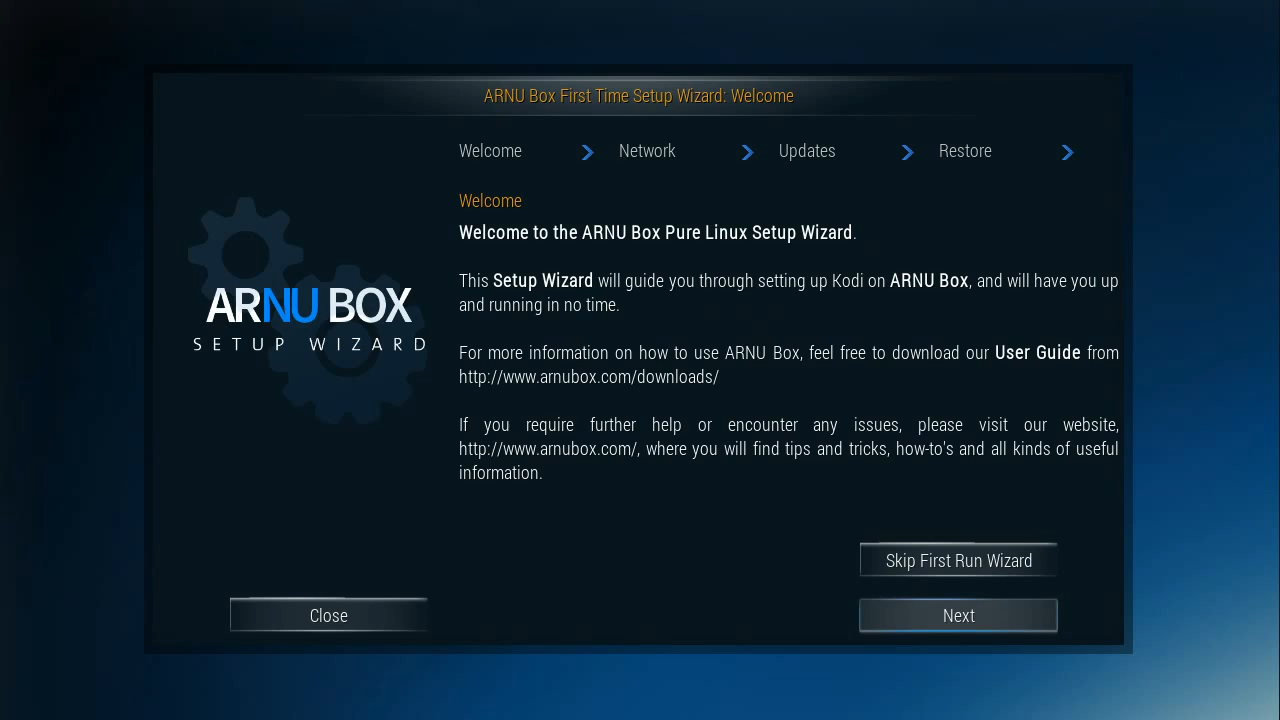 ARNU Box First Time Setup Wizard: Welcome
Welcome Network Updates Restore
ARNU BOX
SETUP WIZARD
Welcome
Welcome to the ARNU Box Pure Linux Setup Wizard.
This Setup Wizard will guide you through setting up Kodi on ARNU Box, and will have you up
and running in no time.
For more information on how to use ARNU Box, feel free to download our User Guide from
http://www.arnubox.com/downloads/
If you require further help or encounter any issues, please visit our website,
http://www.arnubox.com/, where you will find tips and tricks, how-to's and all kinds of useful
information.
Skip First Run Wizard
Close
Next